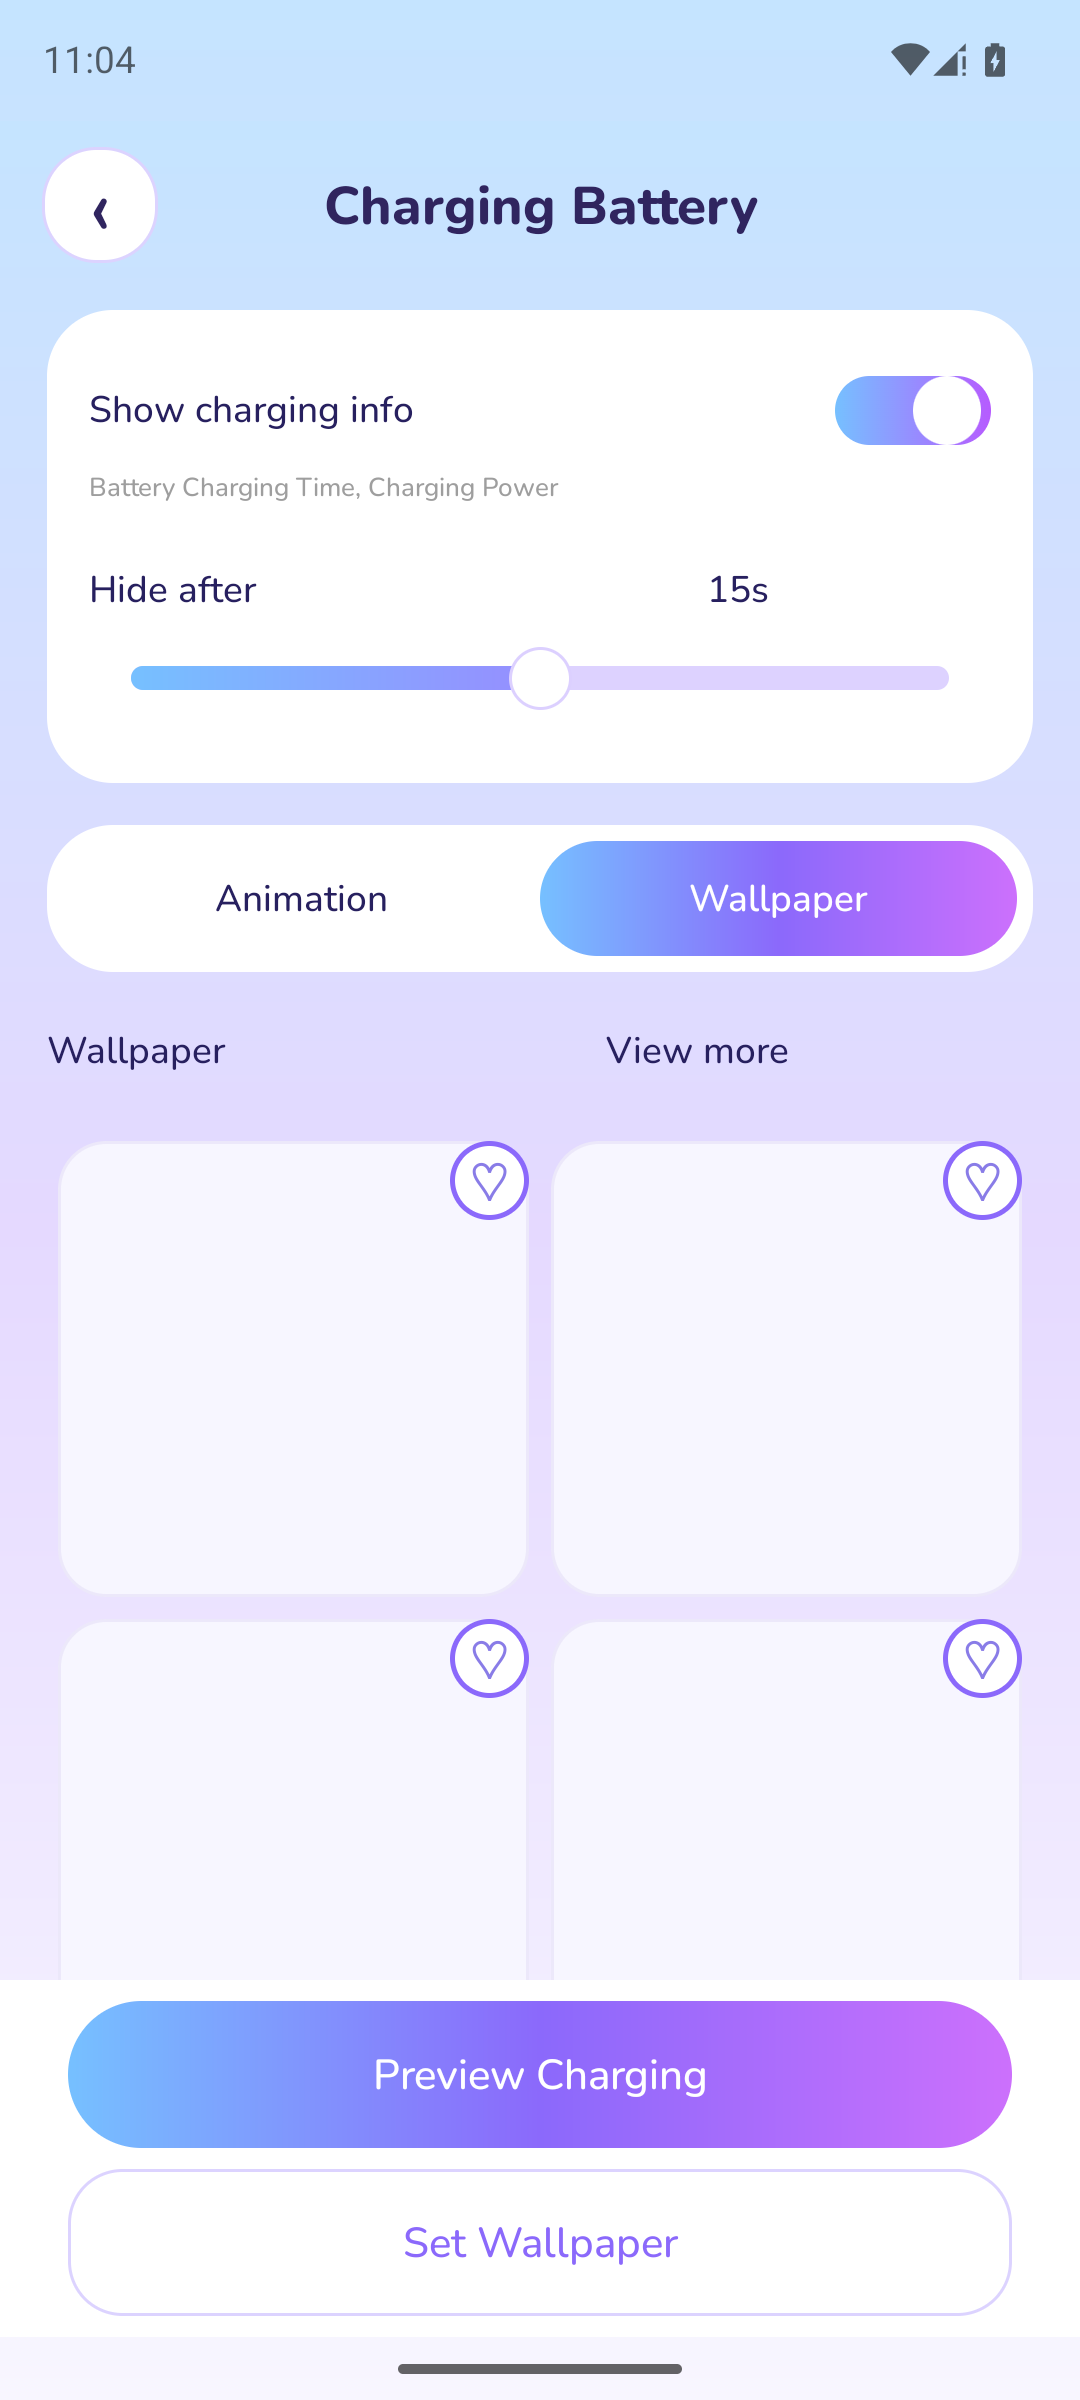 11:04
Charging Battery
Show charging info
Battery Charging Time, Charging Power
Hide after 15s
Animation Wallpaper
Wallpaper View more
Preview Charging
Set Wallpaper